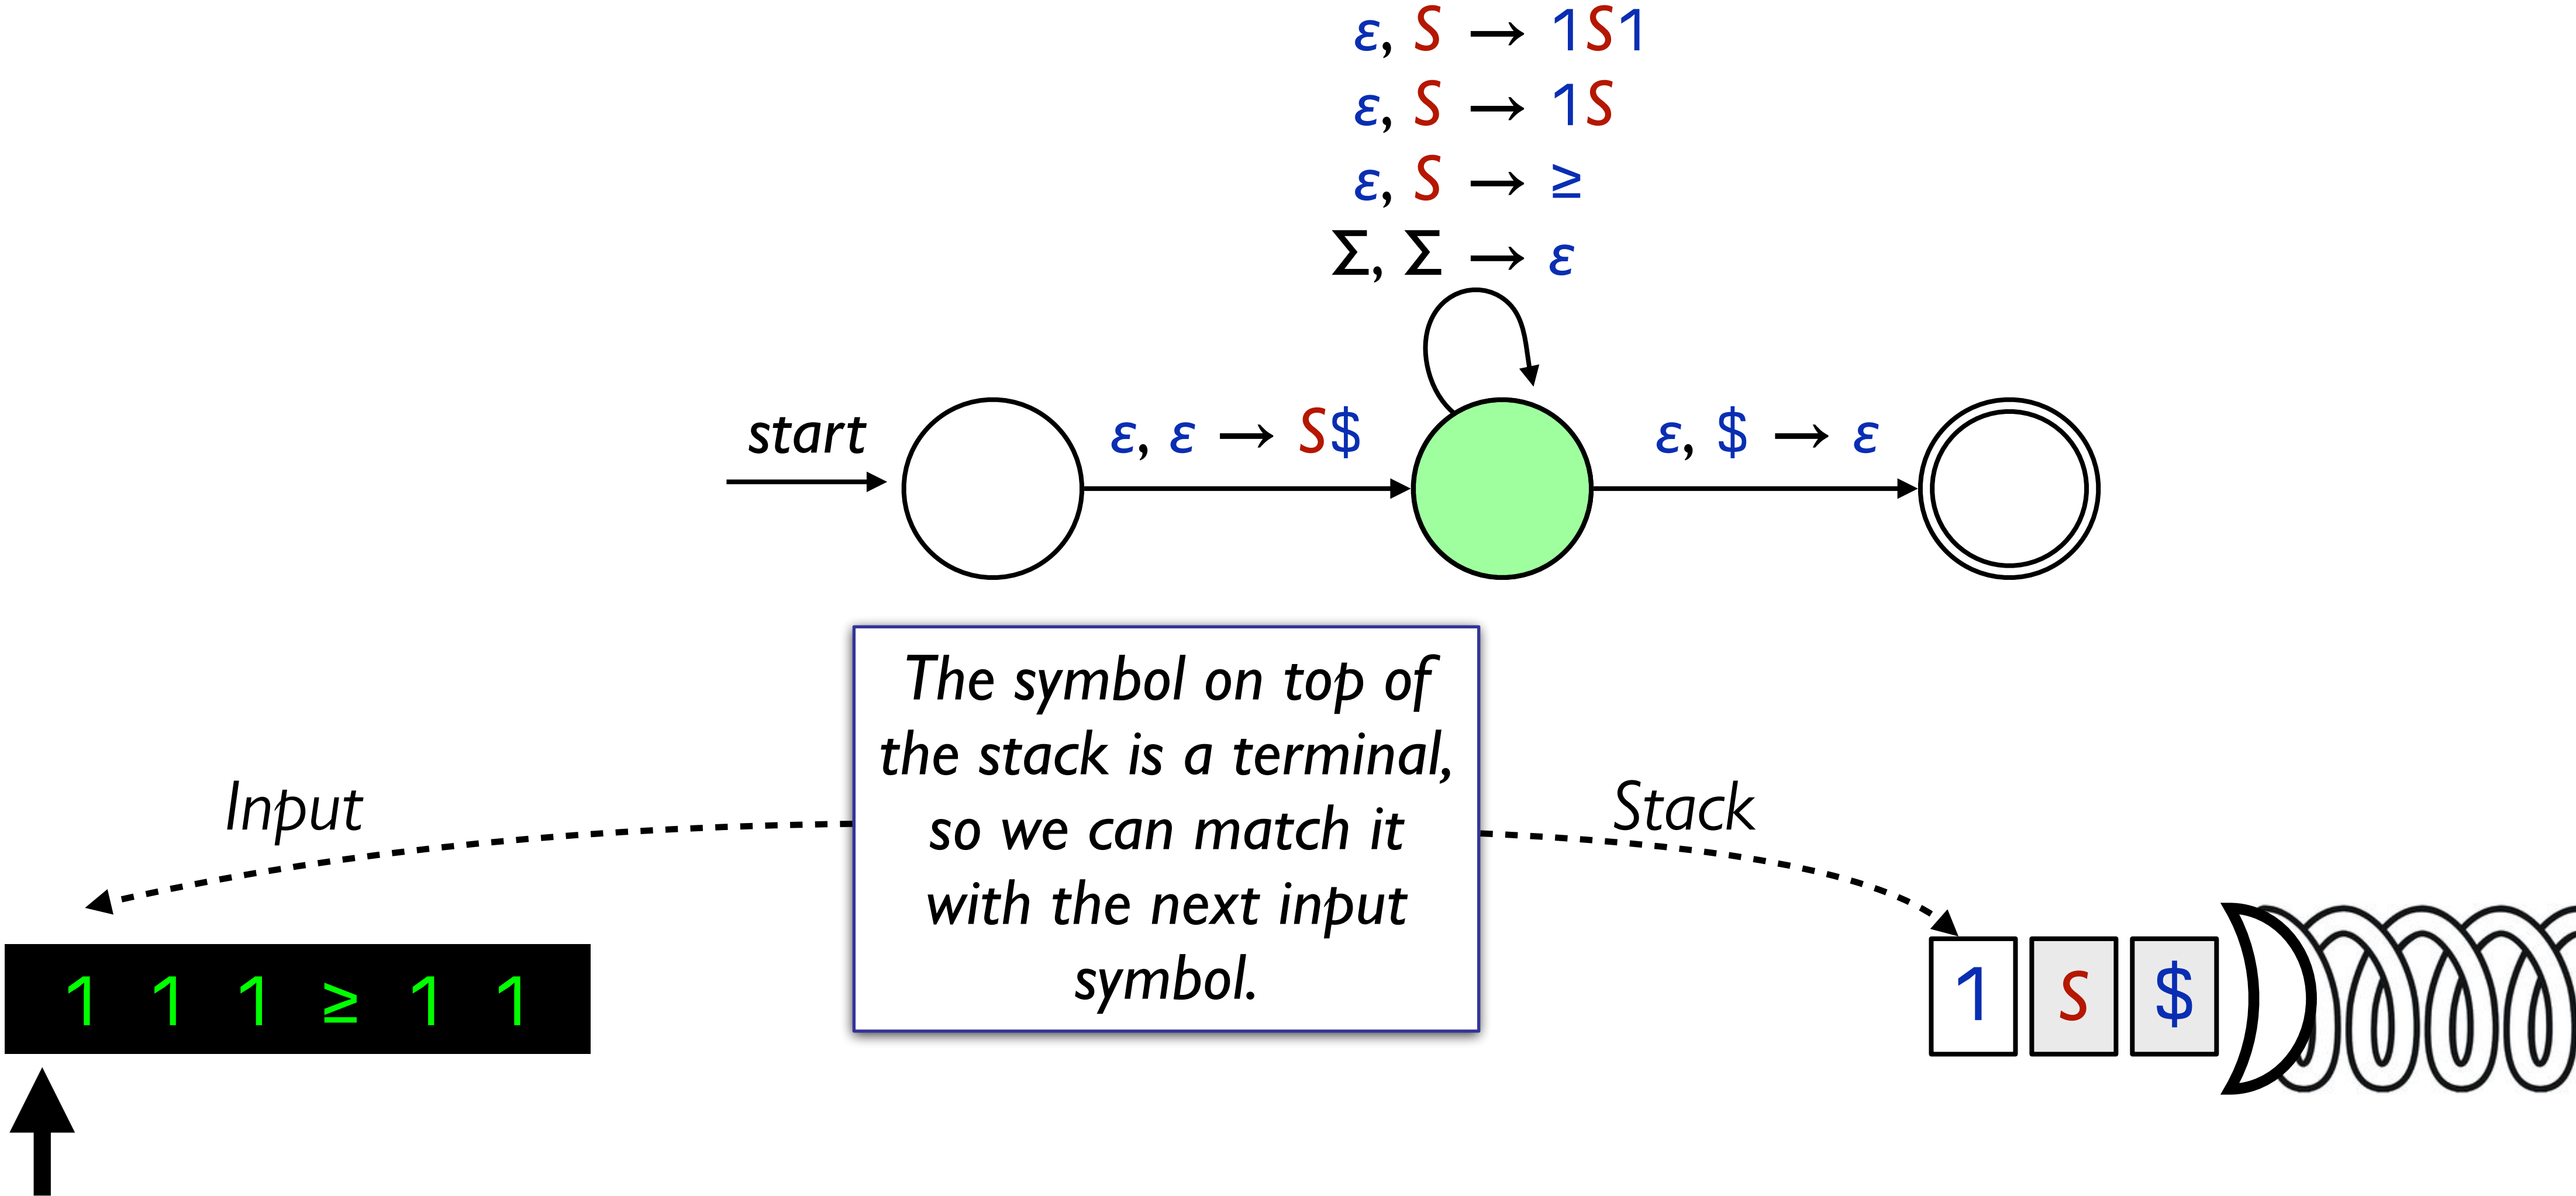 ε, S → 1S1
ε, S → 1S
ε, S → ≥
Σ, Σ → ε
start
ε, ε → S$
ε, $ → ε
The symbol on top of
the stack is a terminal,
so we can match it
with the next input
symbol.
Input
Stack
1 1 1 ≥ 1 1
1 S $